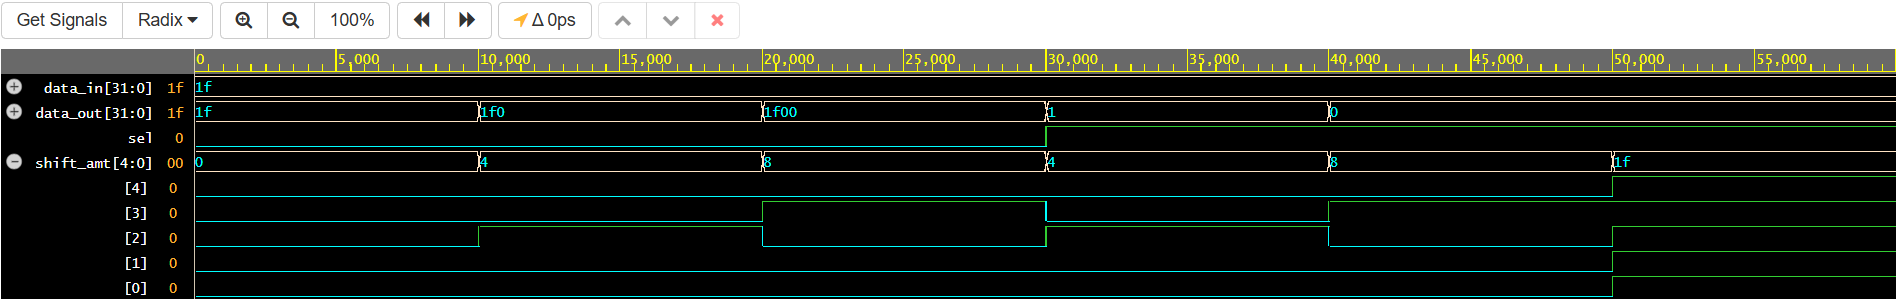 Get Signals Radix 100% Δ 0ps
0 5,000 10,000 15,000 20,000 25,000 30,000 35,000 40,000 45,000 50,000 55,000
data_in[31:0] 1f 1f
data_out[31:0] 1f 1f 1f0 1f00 1 0
sel 0
shift_amt[4:0] 00 0 4 8 4 8 1f
[4] 0
[3] 0
[2] 0
[1] 0
[0] 0